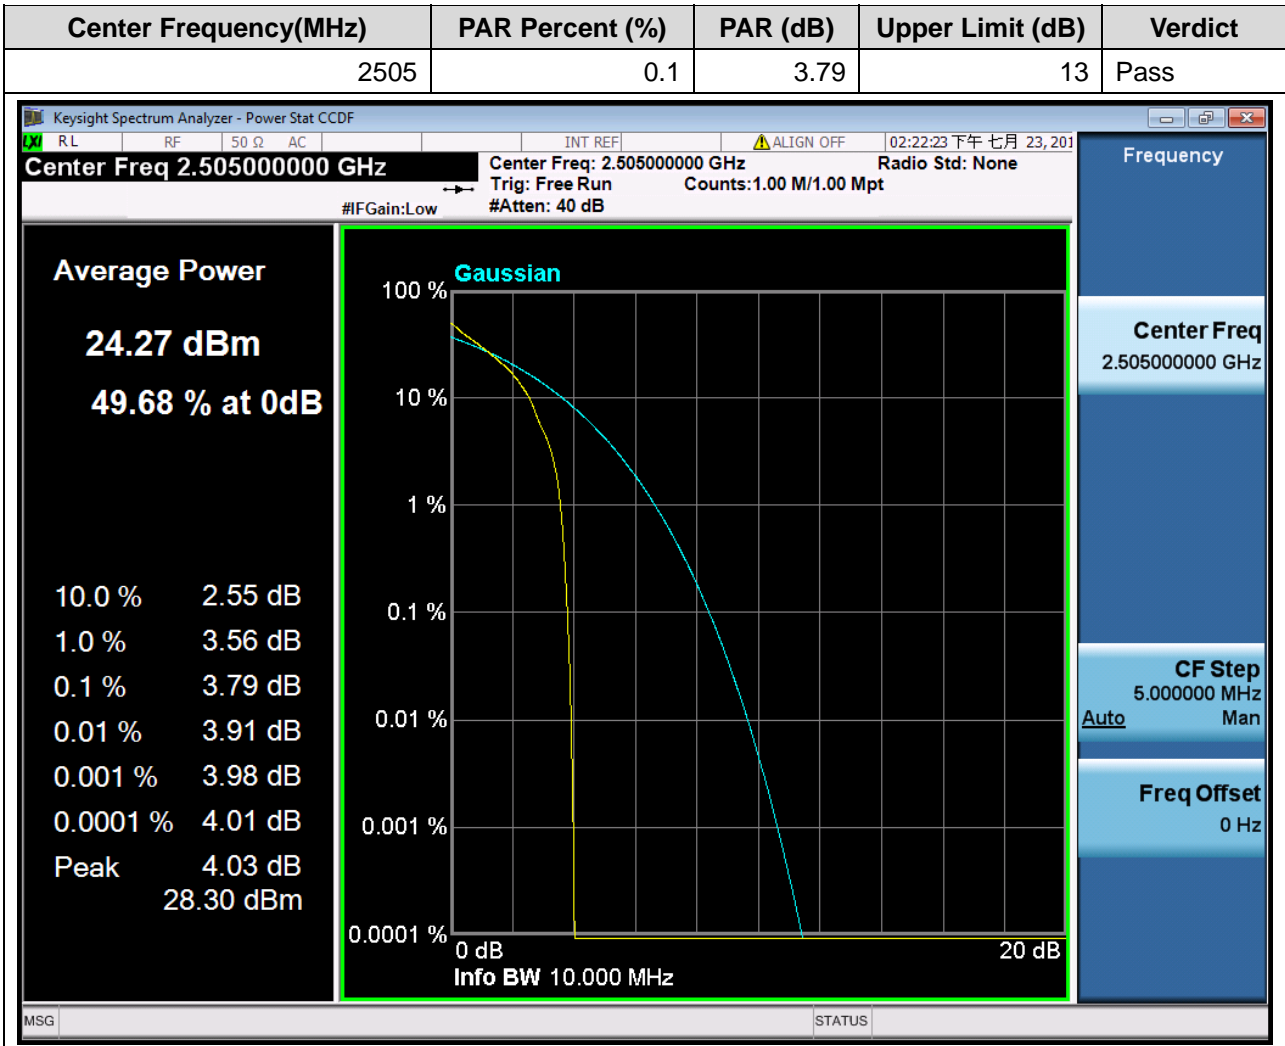 Center Frequency(MHz) PAR Percent (%) PAR (dB) Upper Limit (dB) Verdict
2505 0.1 3.79 13 Pass
Keysight Spectrum Analyzer - Power Stat CCDF
LXI RL RF 50 Ω AC INT REF ALIGN OFF 02:22:23 下午 七月 23, 201
Center Freq 2.505000000 GHz
Center Freq: 2.505000000 GHz Radio Std: None
Trig: Free Run Counts:1.00 M/1.00 Mpt
#IFGain:Low #Atten: 40 dB
Frequency
Average Power
24.27 dBm
49.68 % at 0dB
10.0 % 2.55 dB
1.0 % 3.56 dB
0.1 % 3.79 dB
0.01 % 3.91 dB
0.001 % 3.98 dB
0.0001 % 4.01 dB
Peak 4.03 dB
28.30 dBm
Gaussian
100 %
10 %
1 %
0.1 %
0.01 %
0.001 %
0.0001 %
0 dB 20 dB
Info BW 10.000 MHz
Center Freq
2.505000000 GHz
CF Step
5.000000 MHz
Auto Man
Freq Offset
0 Hz
MSG STATUS